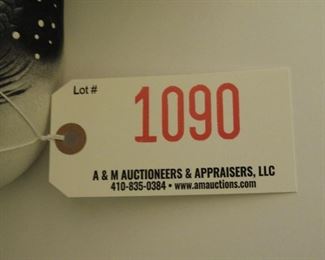 Lot #
1090
A & M AUCTIONEERS & APPRAISERS, LLC
410-835-0384 • www.amauctions.com